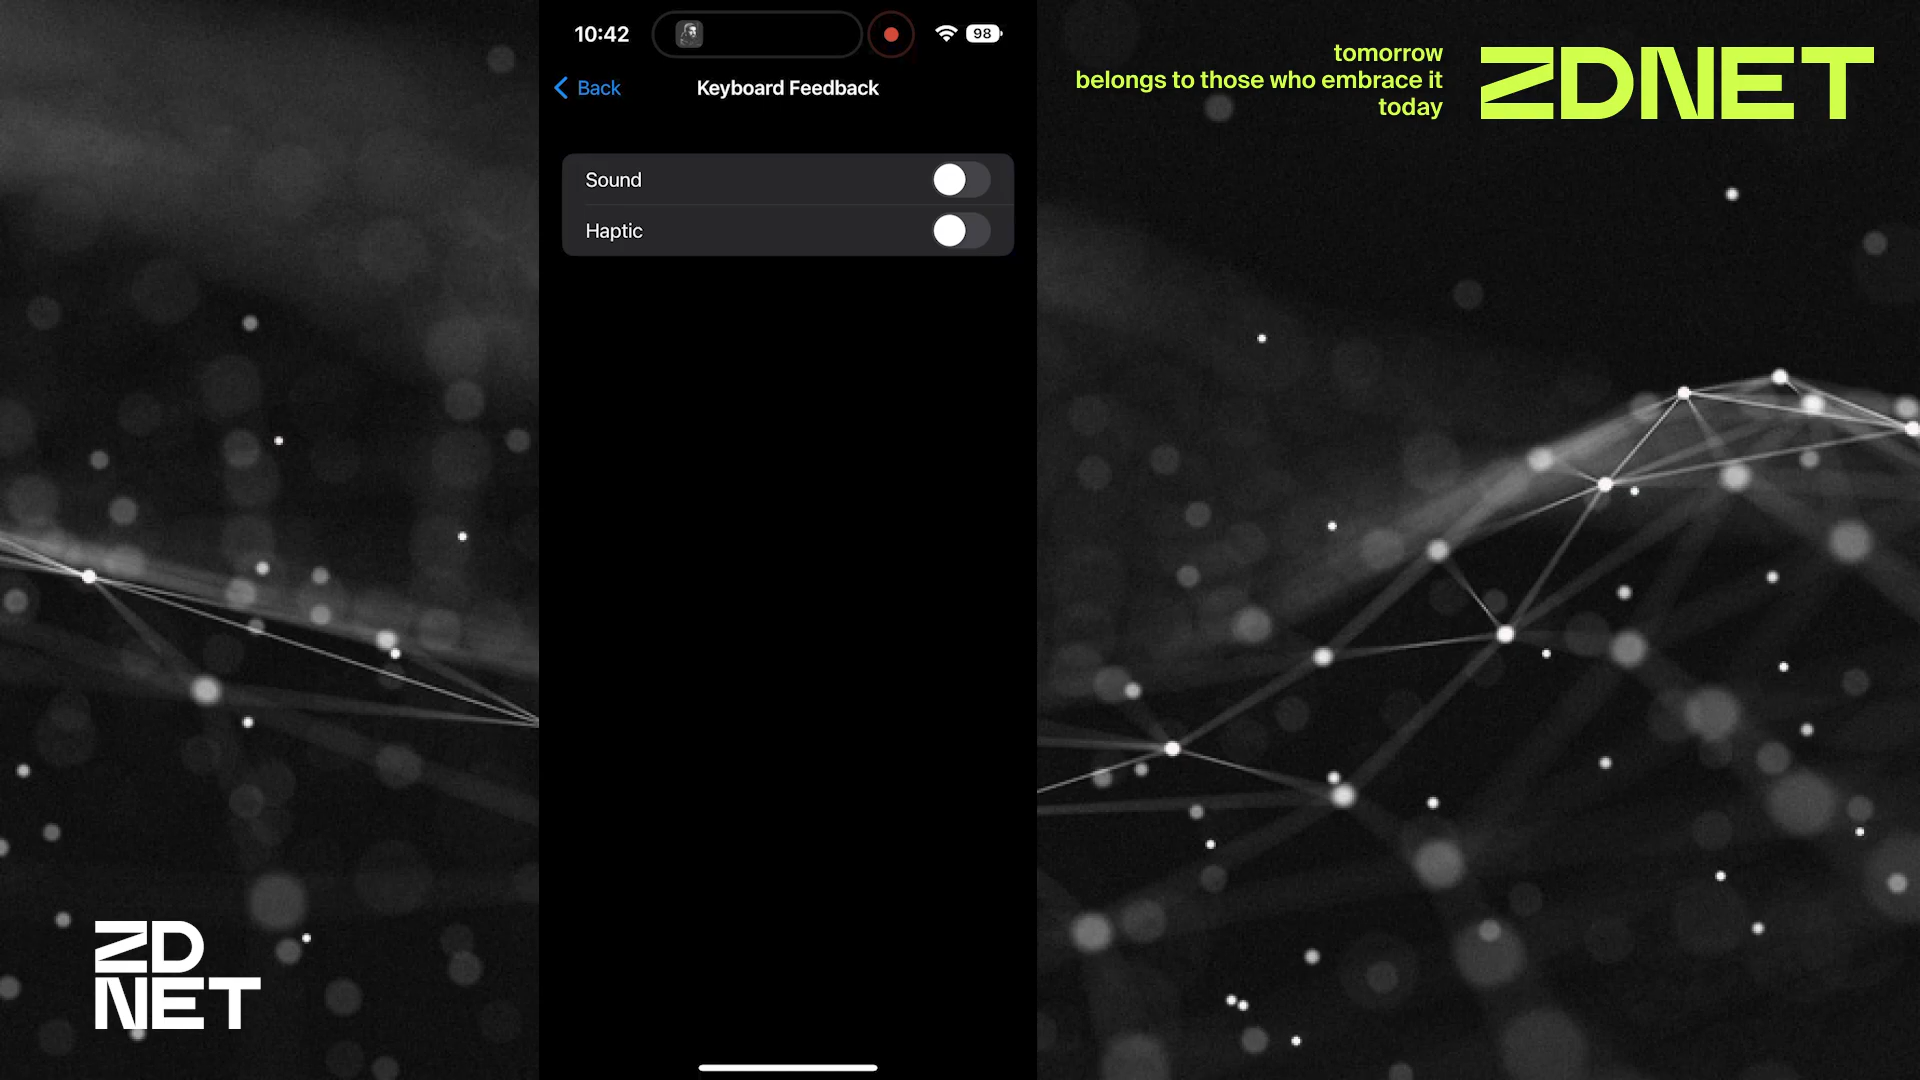 10:42
98
Back
Keyboard Feedback
Sound
Haptic
tomorrow
belongs to those who embrace it
today
ZDNET
ZD
NET